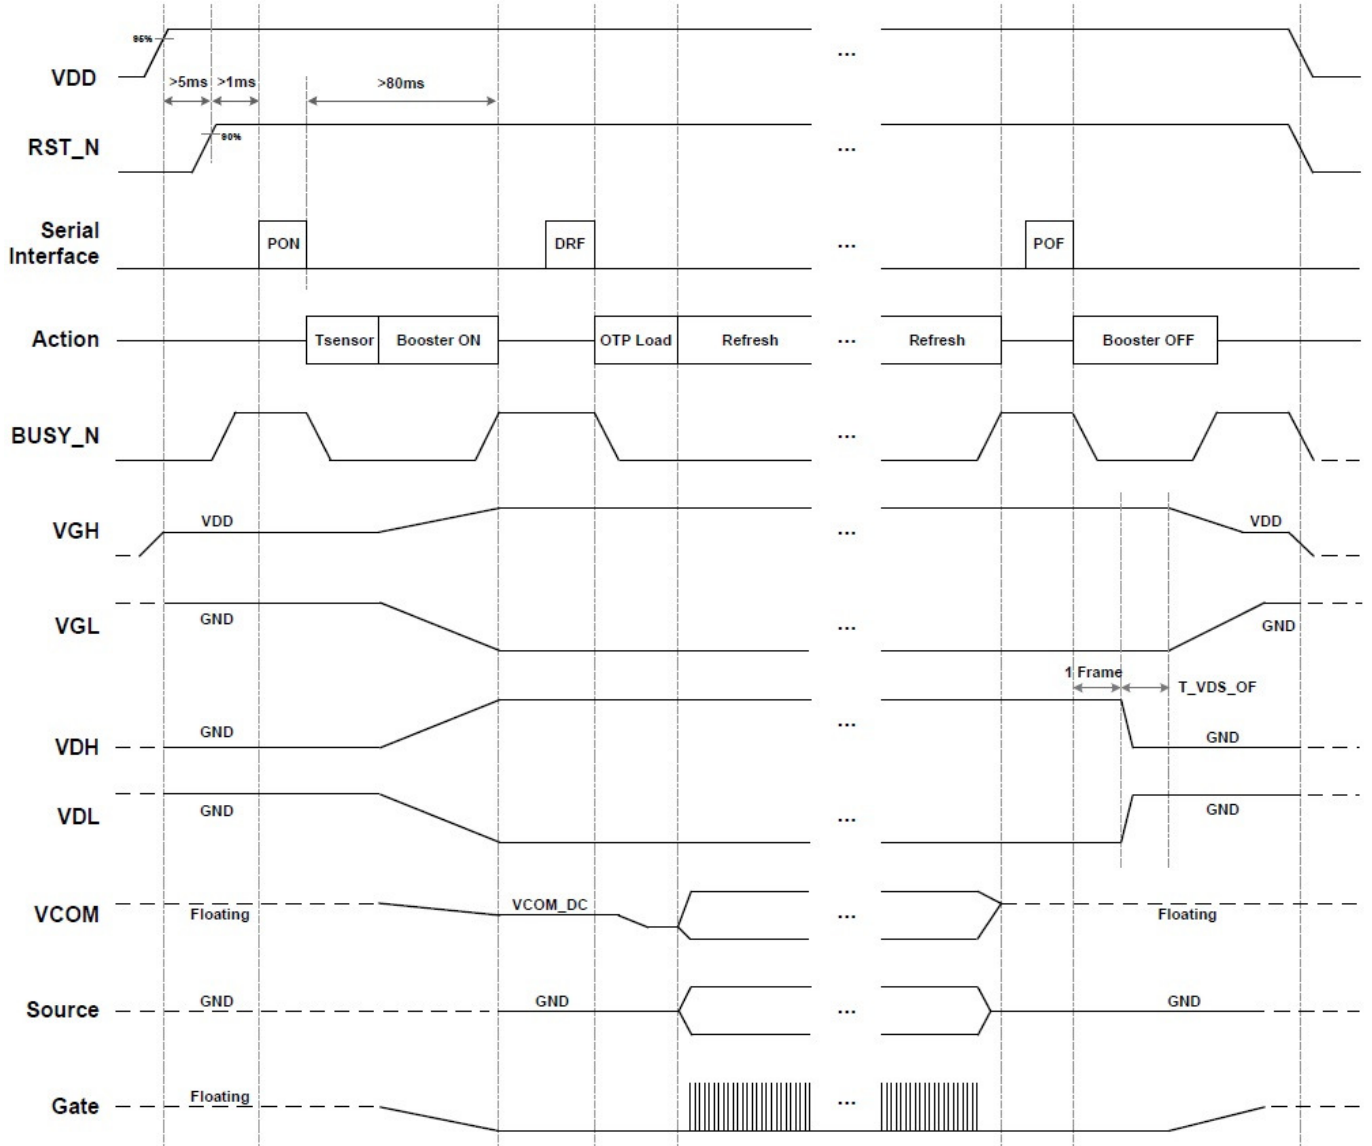 95%
VDD
>5ms >1ms >80ms
...
RST_N
90%
...
Serial
Interface
PON DRF ... POF
Action
Tsensor Booster ON OTP Load Refresh ... Refresh Booster OFF
BUSY_N
...
VGH
VDD ... VDD
VGL
GND ... GND
1 Frame T_VDS_OF
VDH
GND ... GND
VDL
GND ... GND
VCOM
Floating VCOM_DC ... Floating
Source
GND GND ... GND
Gate
Floating ...